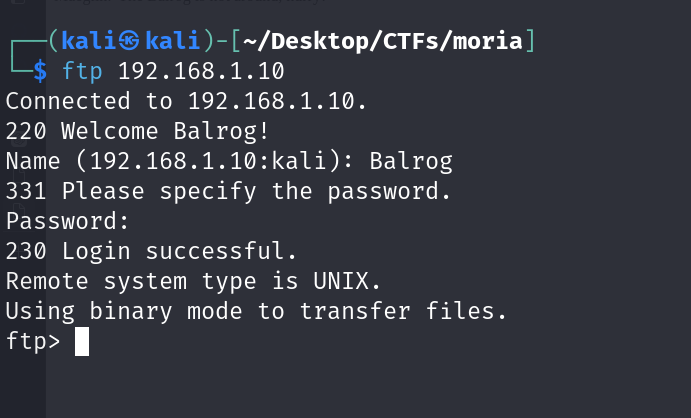 (kali㉿kali)-[~/Desktop/CTFs/moria]
$ ftp 192.168.1.10
Connected to 192.168.1.10.
220 Welcome Balrog!
Name (192.168.1.10:kali): Balrog
331 Please specify the password.
Password:
230 Login successful.
Remote system type is UNIX.
Using binary mode to transfer files.
ftp>